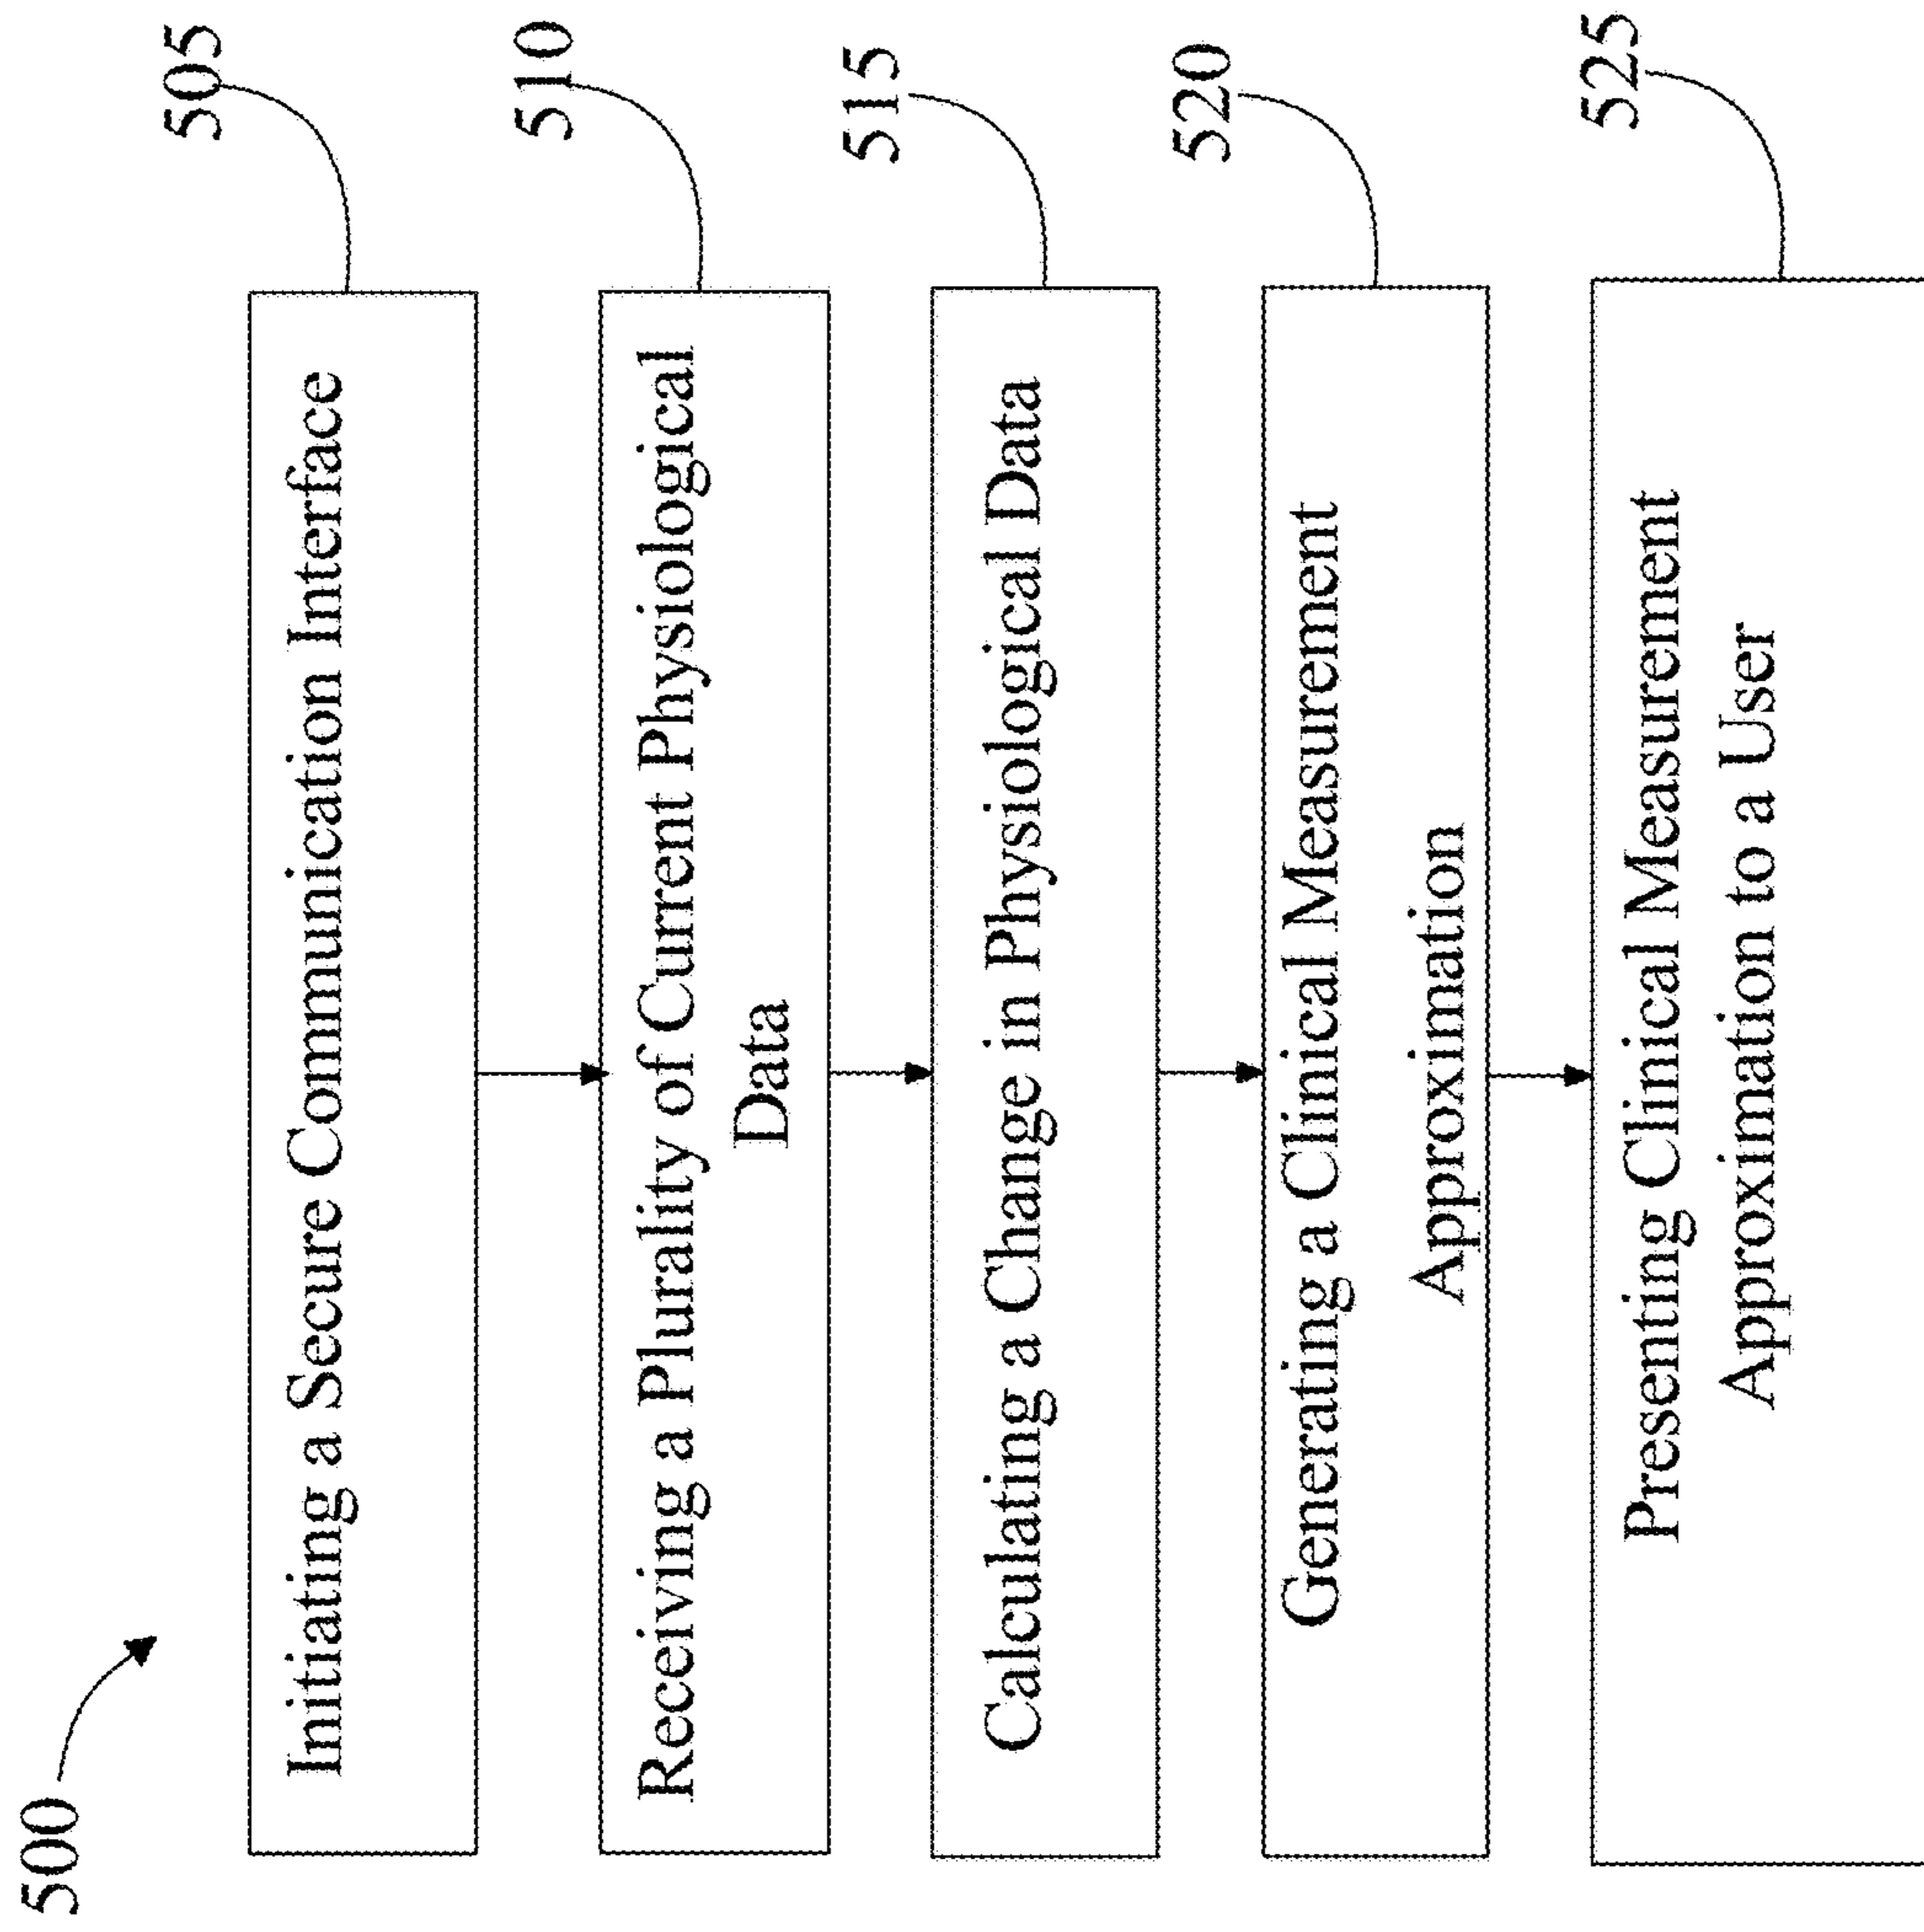 500
505
Initiating a Secure Communication Interface
510
Receiving a Plurality of Current Physiological
Data
515
Calculating a Change in Physiological Data
520
Generating a Clinical Measurement
Approximation
525
Presenting Clinical Measurement
Approximation to a User